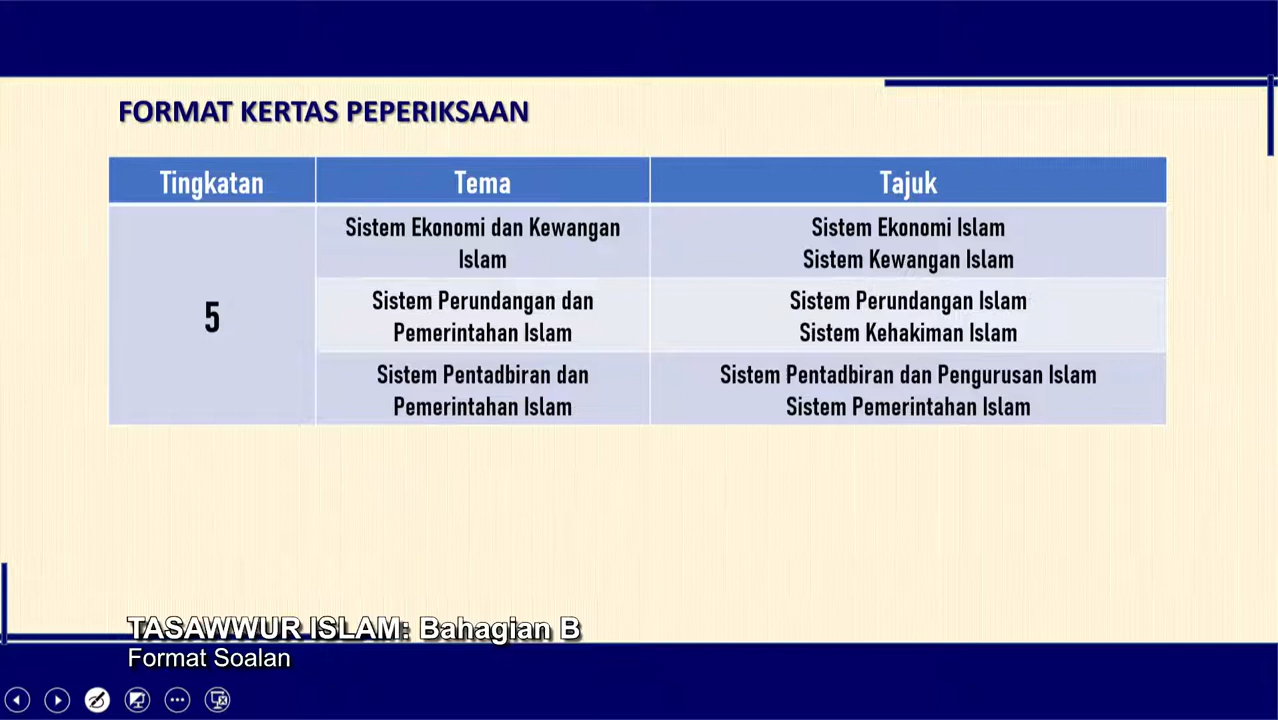 FORMAT KERTAS PEPERIKSAAN
Tingkatan
Tema
Tajuk
5
Sistem Ekonomi dan Kewangan
Islam
Sistem Ekonomi Islam
Sistem Kewangan Islam
Sistem Perundangan dan
Pemerintahan Islam
Sistem Perundangan Islam
Sistem Kehakiman Islam
Sistem Pentadbiran dan
Pemerintahan Islam
Sistem Pentadbiran dan Pengurusan Islam
Sistem Pemerintahan Islam
TASAWWUR ISLAM: Bahagian B
Format Soalan